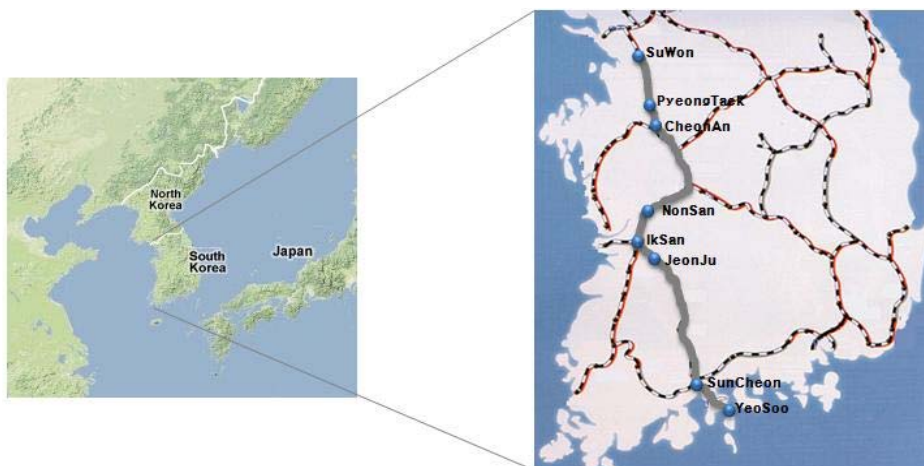 North
Korea
South
Korea
Japan
SuWon
PyeongTaek
CheonAn
NonSan
IkSan
JeonJu
SunCheon
YeoSoo